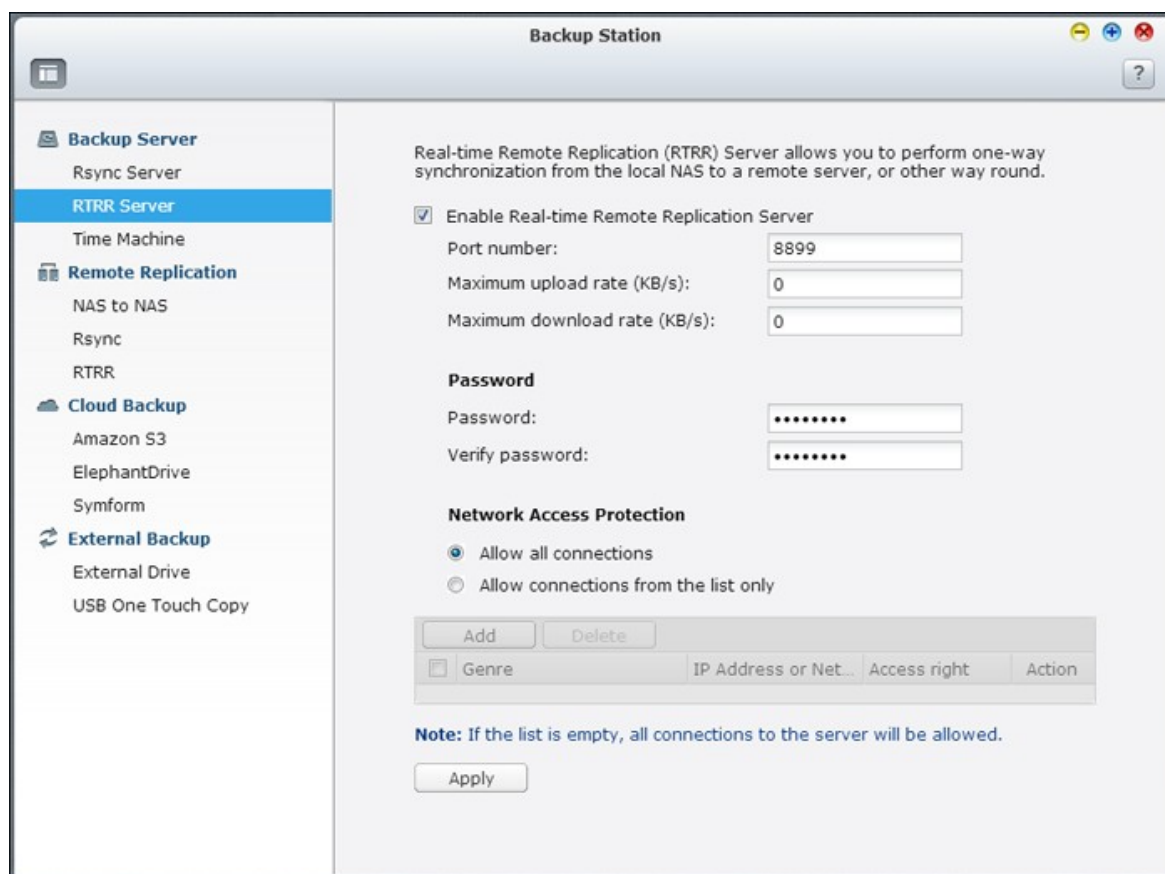 Backup Station
?
Backup Server
Rsync Server
RTRR Server
Time Machine
Remote Replication
NAS to NAS
Rsync
RTRR
Cloud Backup
Amazon S3
ElephantDrive
Symform
External Backup
External Drive
USB One Touch Copy
Real-time Remote Replication (RTRR) Server allows you to perform one-way
synchronization from the local NAS to a remote server, or other way round.
Enable Real-time Remote Replication Server
Port number: 8899
Maximum upload rate (KB/s): 0
Maximum download rate (KB/s): 0
Password
Password: ••••••••
Verify password: ••••••••
Network Access Protection
Allow all connections
Allow connections from the list only
Add Delete
Genre IP Address or Net... Access right Action
Note: If the list is empty, all connections to the server will be allowed.
Apply